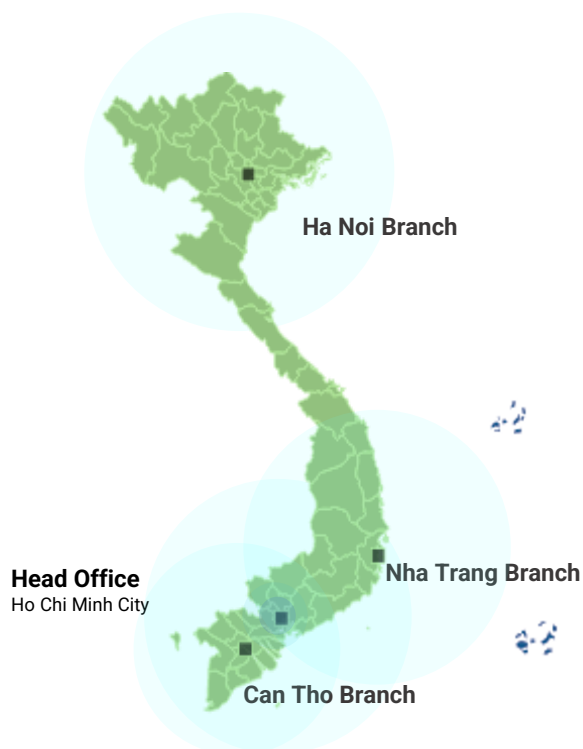 Ha Noi Branch
Nha Trang Branch
Head Office
Ho Chi Minh City
Can Tho Branch